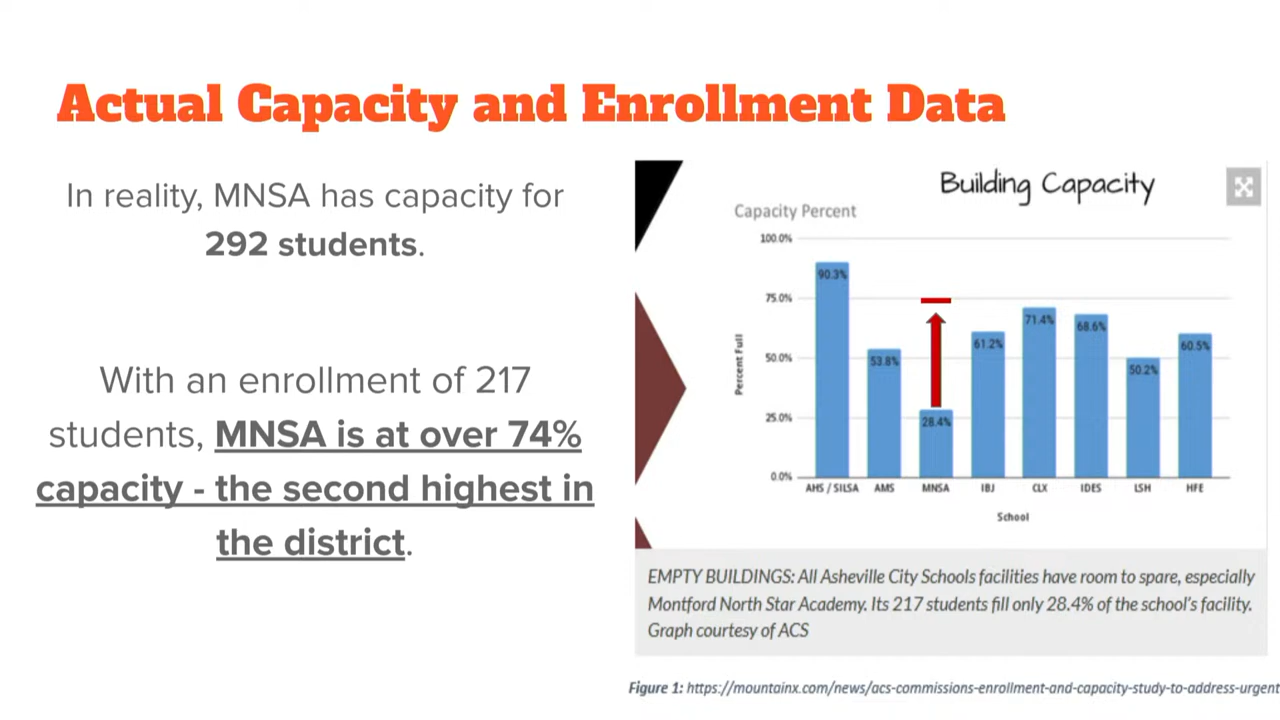 Actual Capacity and Enrollment Data
In reality, MNSA has capacity for
292 students.
With an enrollment of 217
students, MNSA is at over 74%
capacity - the second highest in
the district.
Building Capacity
Capacity Percent
100.0%
75.0%
50.0%
25.0%
0.0%
Percent Full
90.3%
53.8%
28.4%
61.2%
71.4%
68.6%
50.2%
60.5%
AHS / SILSA AMS MNSA IBJ CLX IDES LSH HFE
School
EMPTY BUILDINGS: All Asheville City Schools facilities have room to spare, especially
Montford North Star Academy. Its 217 students fill only 28.4% of the school's facility.
Graph courtesy of ACS
Figure 1: https://mountainx.com/news/acs-commissions-enrollment-and-capacity-study-to-address-urgent